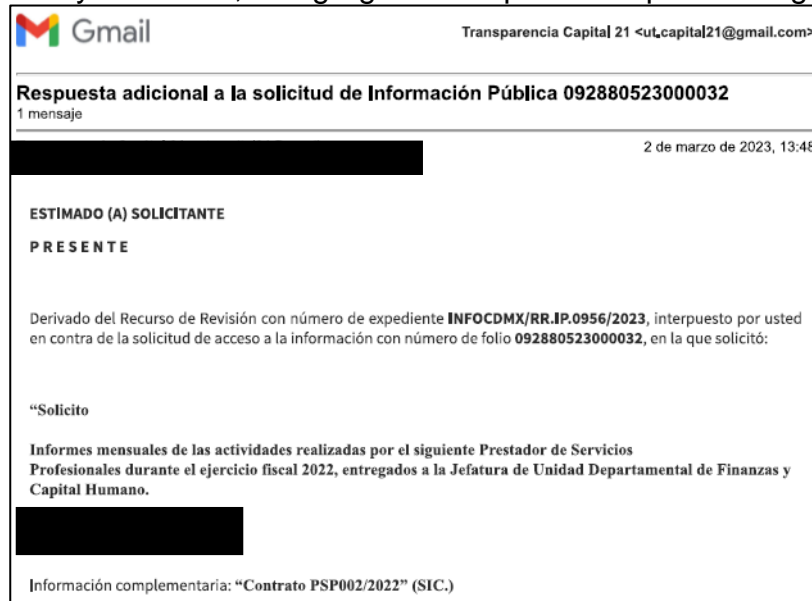 Gmail
Transparencia Capital 21 <ut.capital21@gmail.com>
Respuesta adicional a la solicitud de Información Pública 092880523000032
1 mensaje
2 de marzo de 2023, 13:48
ESTIMADO (A) SOLICITANTE
P R E S E N T E
Derivado del Recurso de Revisión con número de expediente INFOCDMX/RR.IP.0956/2023, interpuesto por usted
en contra de la solicitud de acceso a la información con número de folio 092880523000032, en la que solicitó:
“Solicito
Informes mensuales de las actividades realizadas por el siguiente Prestador de Servicios
Profesionales durante el ejercicio fiscal 2022, entregados a la Jefatura de Unidad Departamental de Finanzas y
Capital Humano.
Información complementaria: “Contrato PSP002/2022” (SIC.)